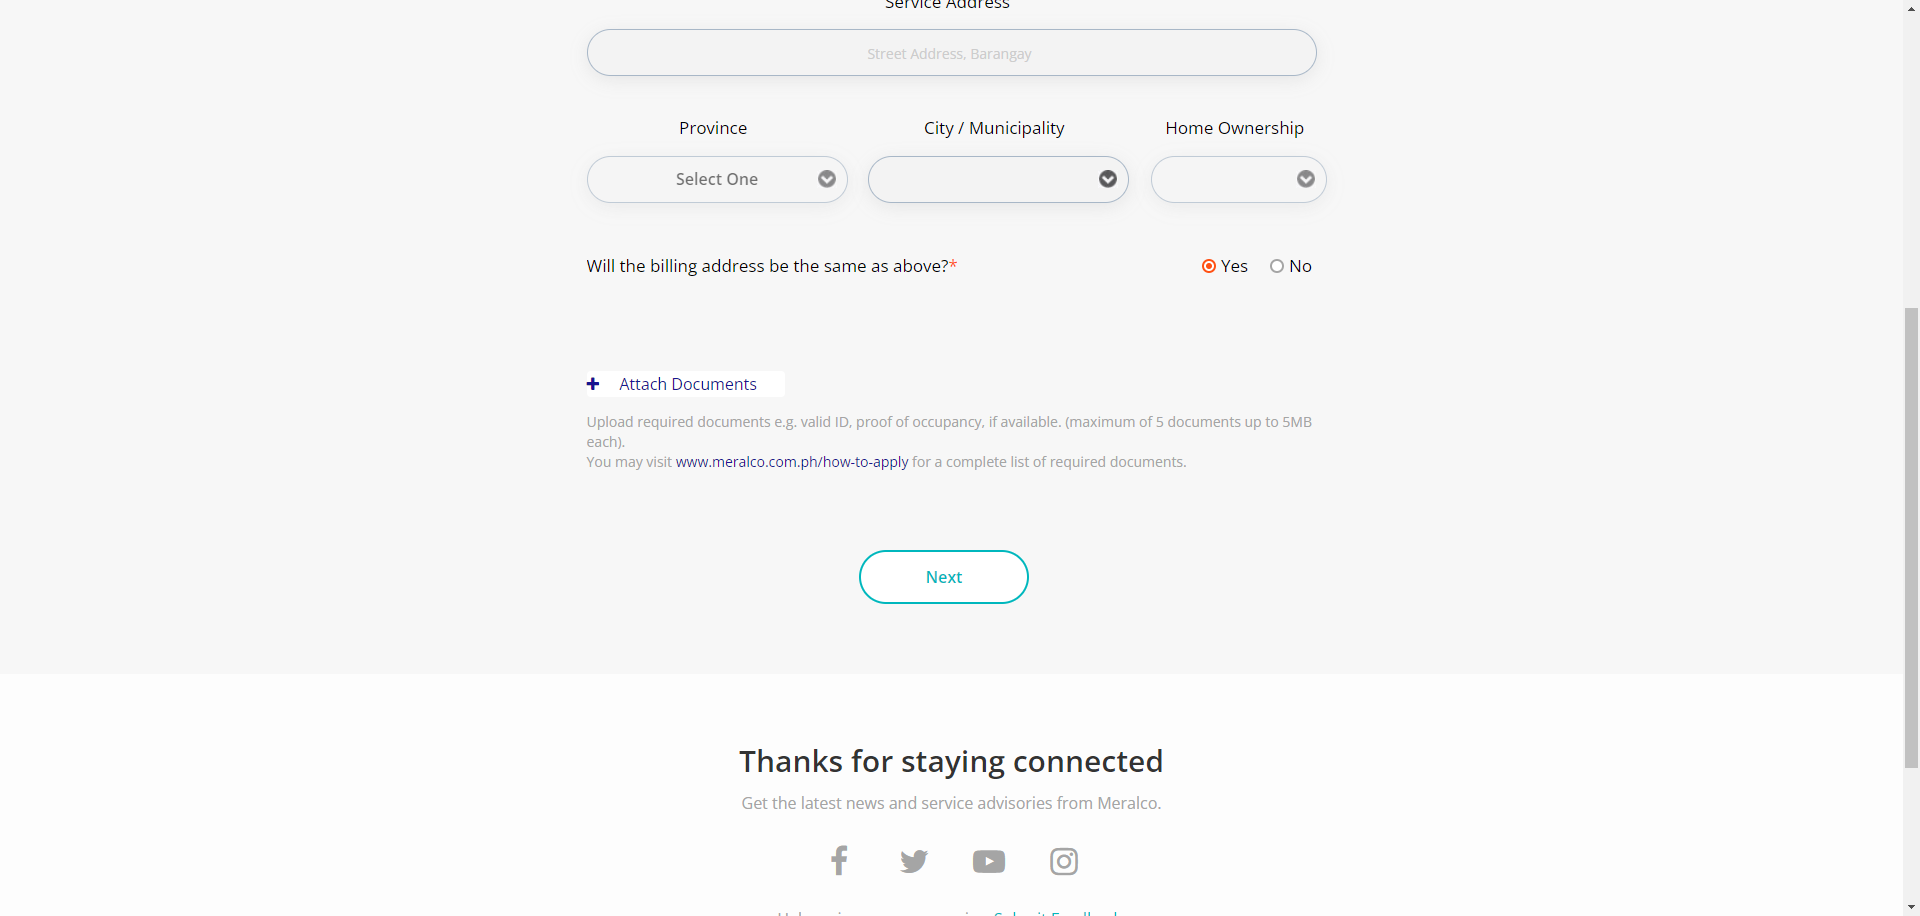 Service Address
Street Address, Barangay
Province City / Municipality Home Ownership
Select One
Will the billing address be the same as above?* Yes No
Attach Documents
Upload required documents e.g. valid ID, proof of occupancy, if available. (maximum of 5 documents up to 5MB
each).
You may visit www.meralco.com.ph/how-to-apply for a complete list of required documents.
Next
Thanks for staying connected
Get the latest news and service advisories from Meralco.